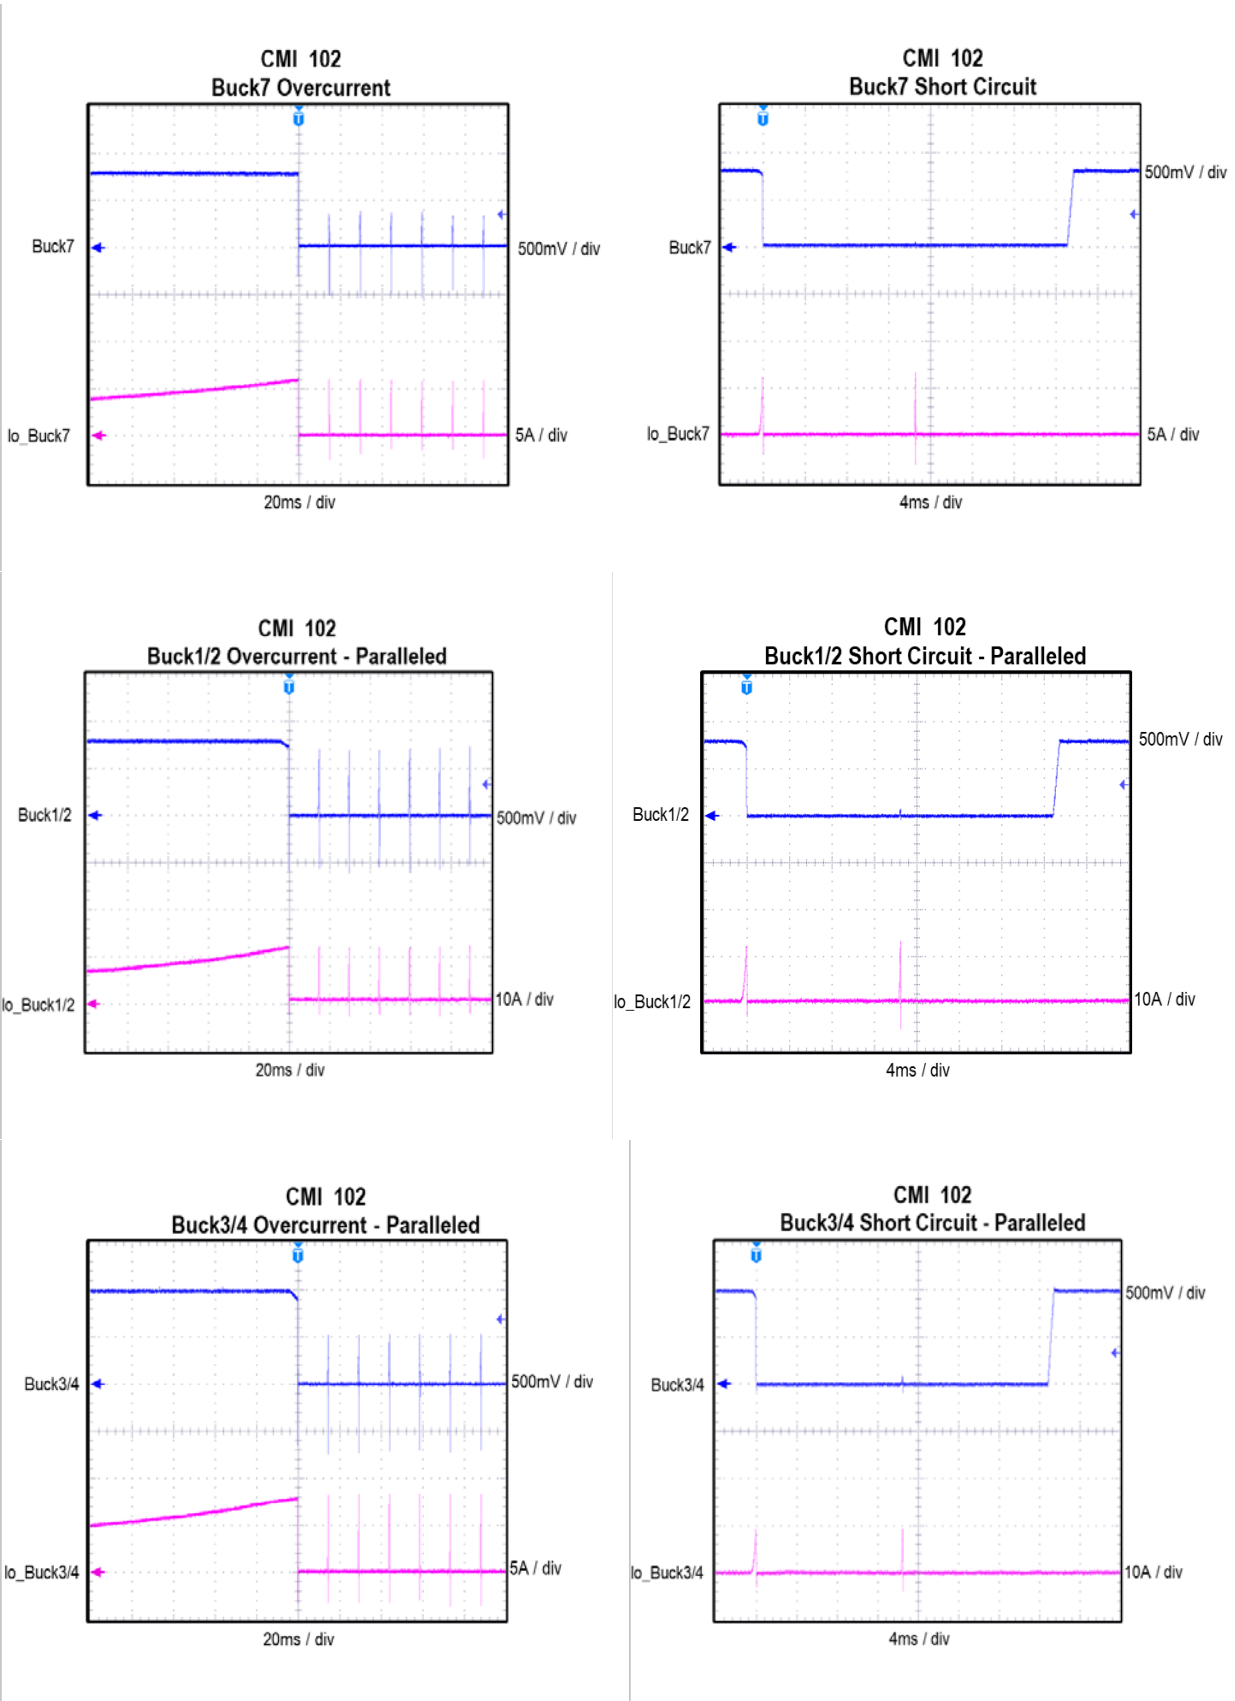 CMI 102
Buck7 Overcurrent
T
Buck7
500mV / div
Io_Buck7
5A / div
20ms / div
CMI 102
Buck7 Short Circuit
T
500mV / div
Buck7
Io_Buck7
5A / div
4ms / div
CMI 102
Buck1/2 Overcurrent - Paralleled
T
Buck1/2
500mV / div
Io_Buck1/2
10A / div
20ms / div
CMI 102
Buck1/2 Short Circuit - Paralleled
T
500mV / div
Buck1/2
Io_Buck1/2
10A / div
4ms / div
CMI 102
Buck3/4 Overcurrent - Paralleled
T
Buck3/4
500mV / div
Io_Buck3/4
5A / div
20ms / div
CMI 102
Buck3/4 Short Circuit - Paralleled
T
500mV / div
Buck3/4
Io_Buck3/4
10A / div
4ms / div